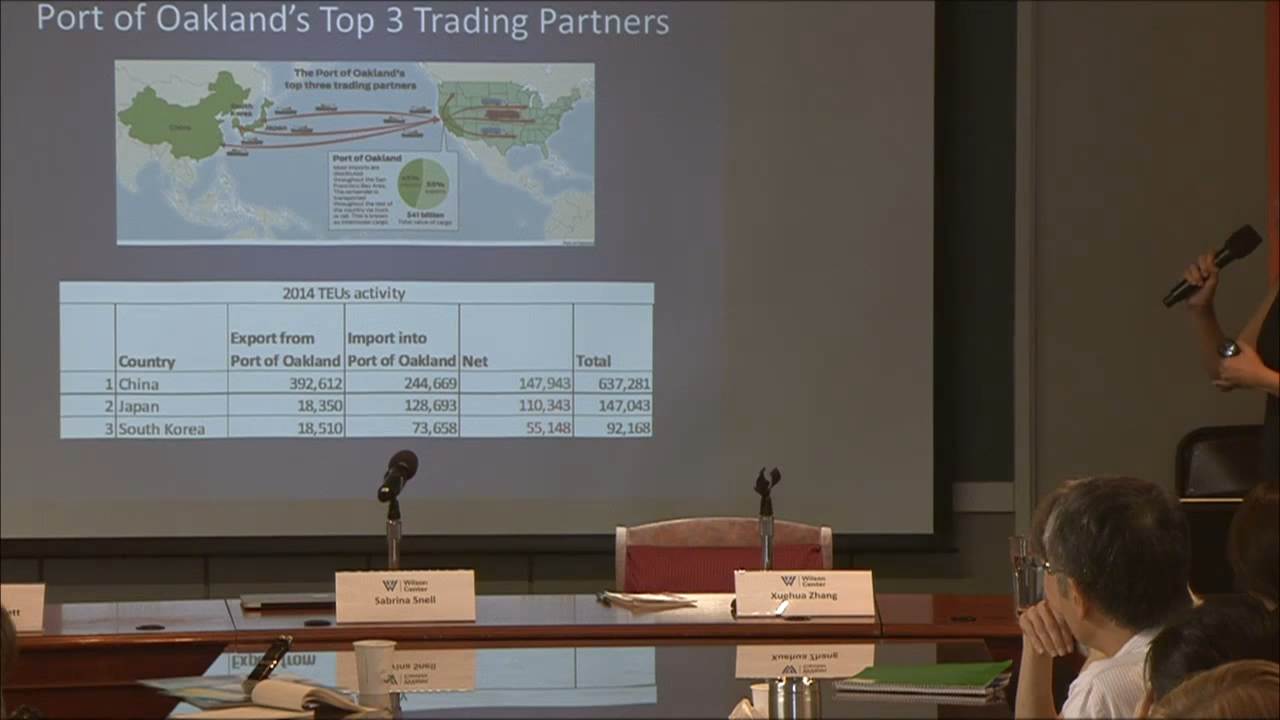 Port of Oakland's Top 3 Trading Partners
The Port of Oakland's
top three trading partners
South
Korea
China
Japan
Port of Oakland
Most imports are
distributed
throughout the San
Francisco Bay Area.
The remainder is
transported
throughout the rest of
the country via truck
or rail. This is known
as intermodal cargo.
$41 billion
Total value of cargo
2014 TEUs activity
Export from Import into
Country Port of Oakland Port of Oakland Net Total
1 China 392,612 244,669 147,943 637,281
2 Japan 18,350 128,693 110,343 147,043
3 South Korea 18,510 73,658 55,148 92,168
Wilson
Center
Sabrina Snell
Wilson
Center
Xuehua Zhang
ett